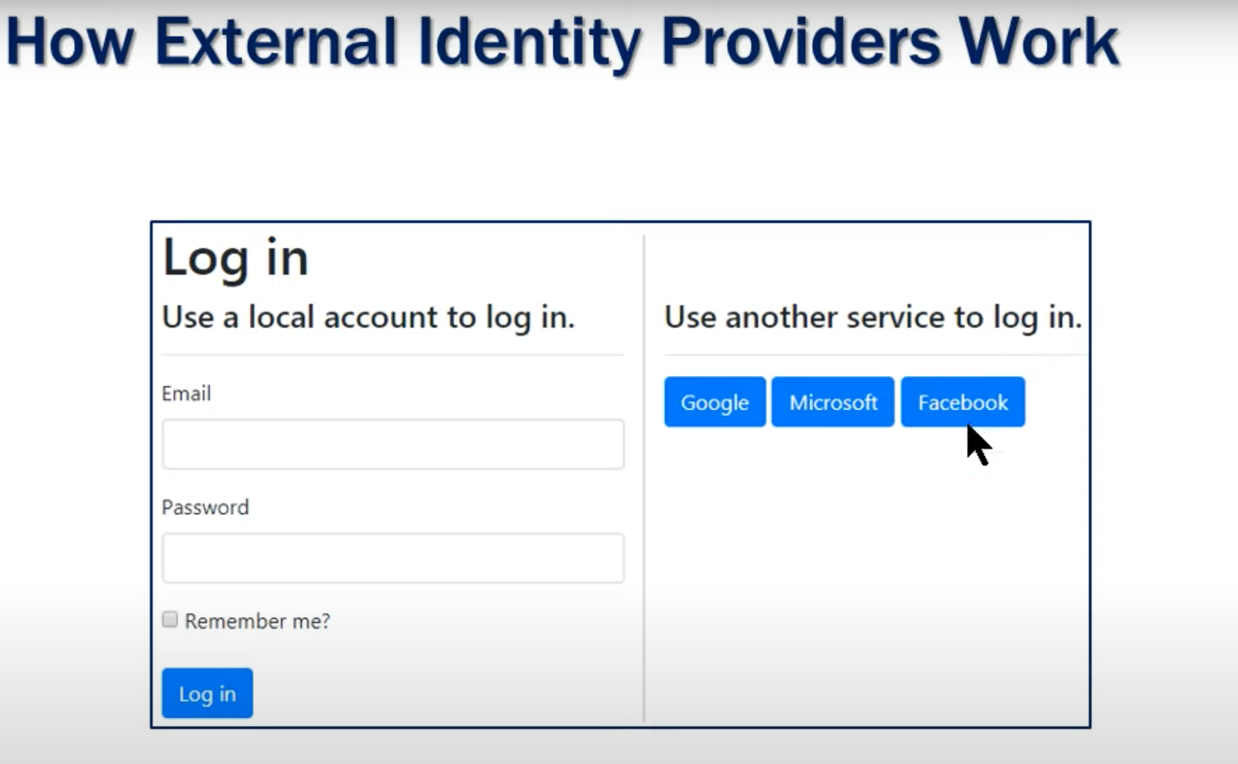 How External Identity Providers Work
Log in
Use a local account to log in.
Email
Password
Remember me?
Log in
Use another service to log in.
Google Microsoft Facebook